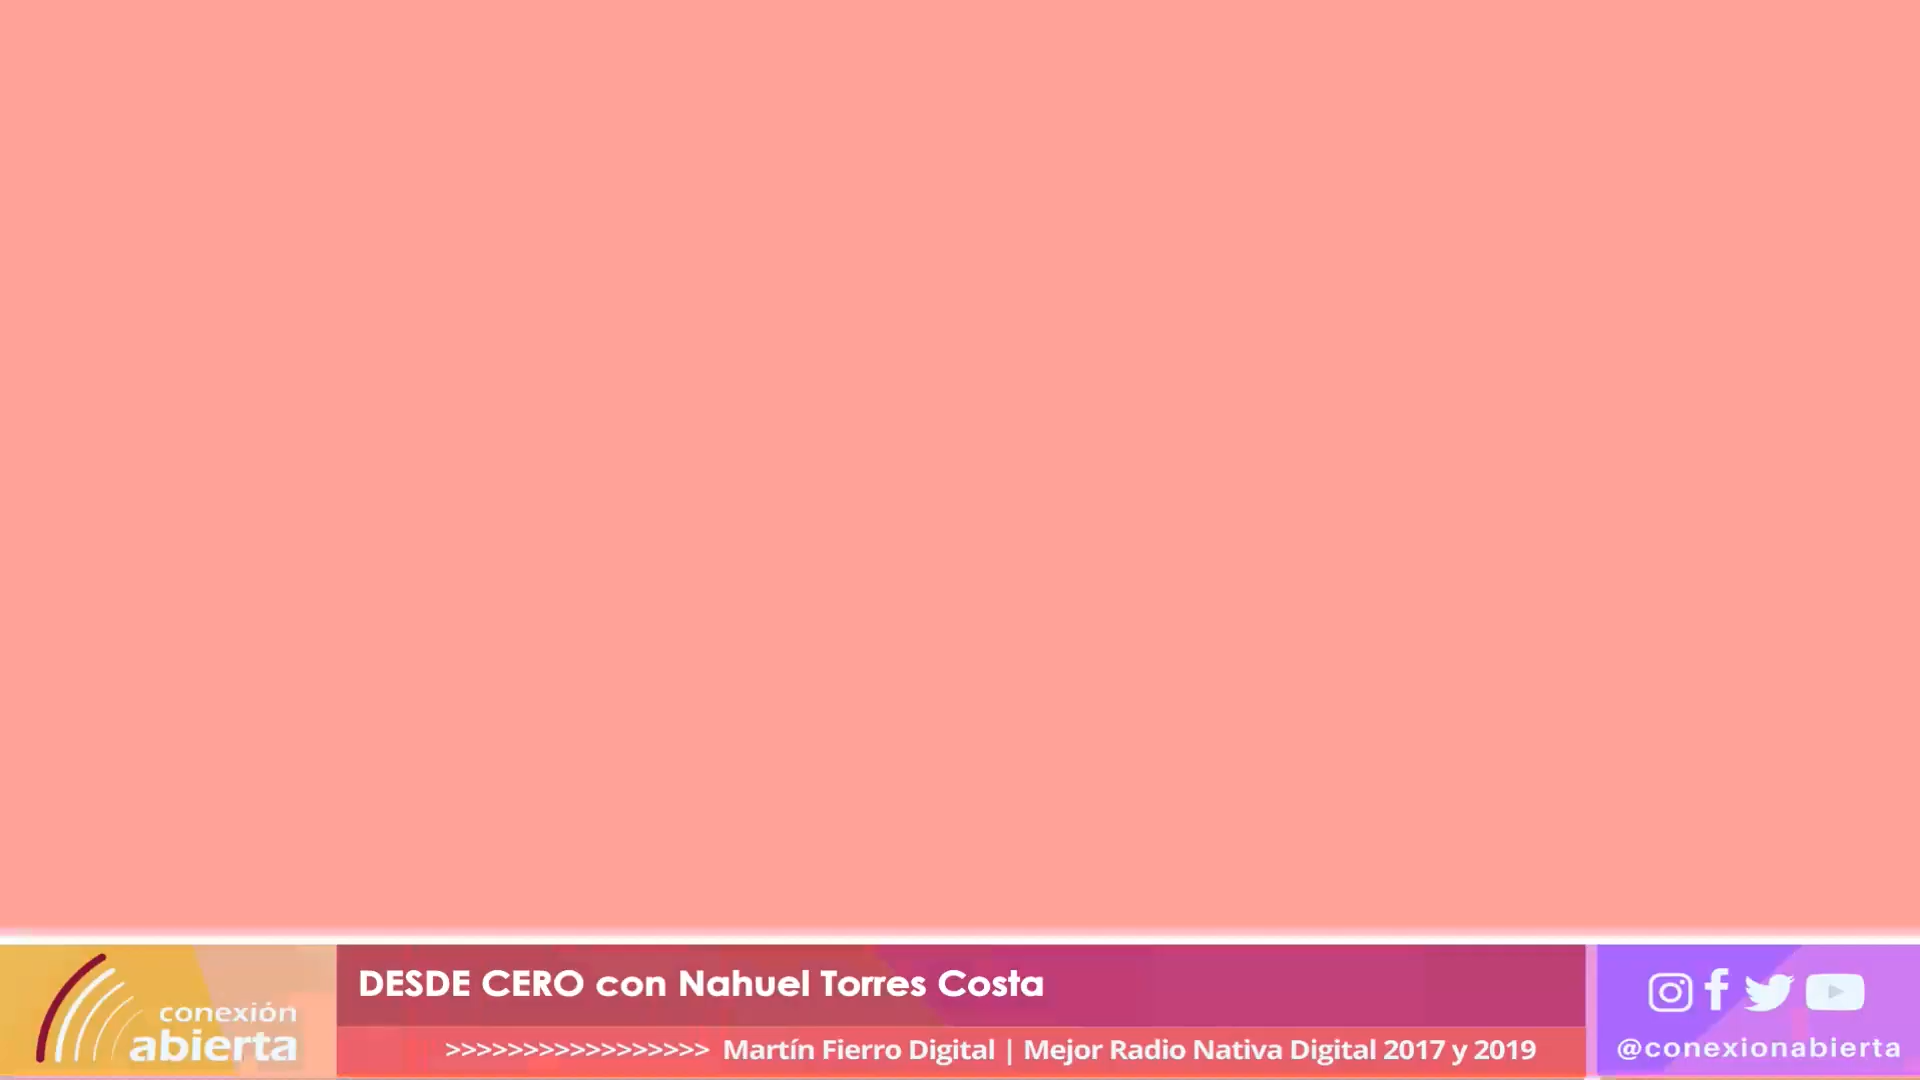 DESDE CERO con Nahuel Torres Costa
conexión
abierta
>>>>>>>>>>>>>>>>> Martín Fierro Digital | Mejor Radio Nativa Digital 2017 y 2019
@conexionabierta